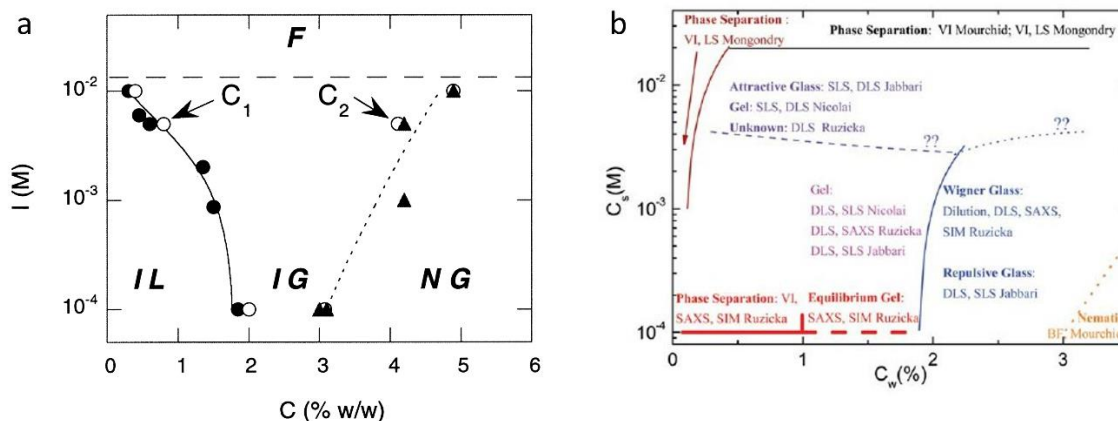 a
F
10⁻²
C₁
C₂
I (M)
10⁻³
I L
I G
N G
10⁻⁴
0 1 2 3 4 5 6
C (% w/w)
b
Phase Separation :
VI, LS Mongondry
Phase Separation: VI Mourchid; VI, LS Mongondry
10⁻²
Attractive Glass: SLS, DLS Jabbari
Gel: SLS, DLS Nicolai
Unknown: DLS Ruzicka
??
??
Cₛ(M)
10⁻³
Gel:
DLS, SLS Nicolai
DLS, SAXS Ruzicka
DLS, SLS Jabbari
Wigner Glass:
Dilution, DLS, SAXS,
SIM Ruzicka
Repulsive Glass:
DLS, SLS Jabbari
Phase Separation: VI,
SAXS, SIM Ruzicka
Equilibrium Gel:
SAXS, SIM Ruzicka
Nematic
BE, Mourchid
10⁻⁴
0 1 2 3
C_w(%)